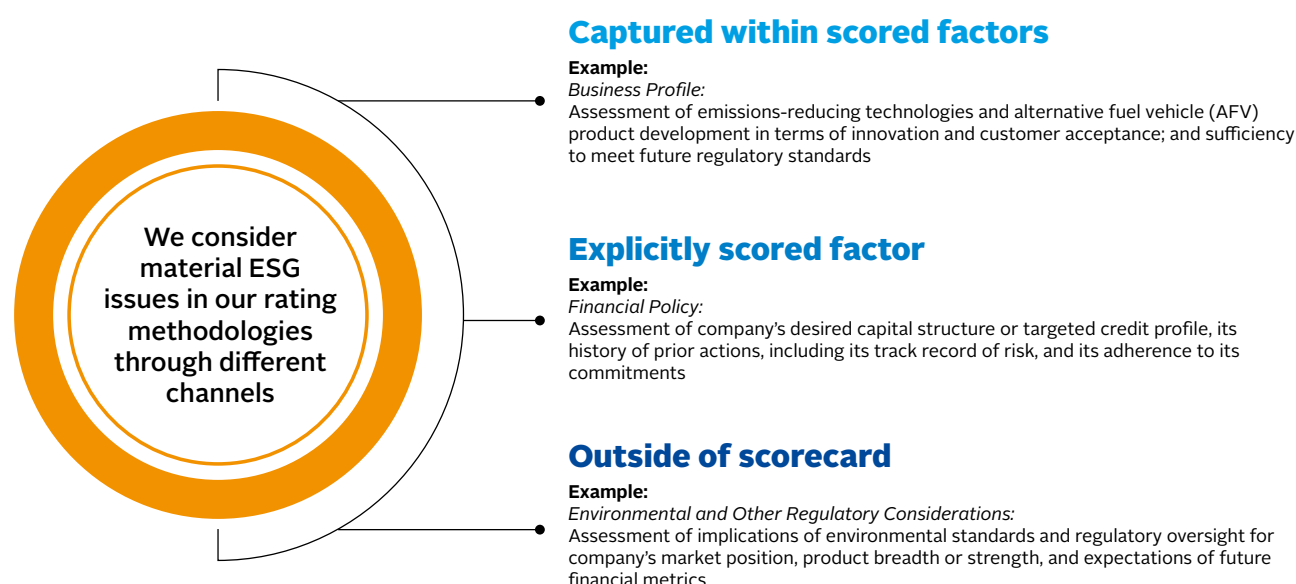 We consider
material ESG
issues in our rating
methodologies
through different
channels
Captured within scored factors
Example:
Business Profile:
Assessment of emissions-reducing technologies and alternative fuel vehicle (AFV)
product development in terms of innovation and customer acceptance; and sufficiency
to meet future regulatory standards
Explicitly scored factor
Example:
Financial Policy:
Assessment of company’s desired capital structure or targeted credit profile, its
history of prior actions, including its track record of risk, and its adherence to its
commitments
Outside of scorecard
Example:
Environmental and Other Regulatory Considerations:
Assessment of implications of environmental standards and regulatory oversight for
company’s market position, product breadth or strength, and expectations of future
financial metrics